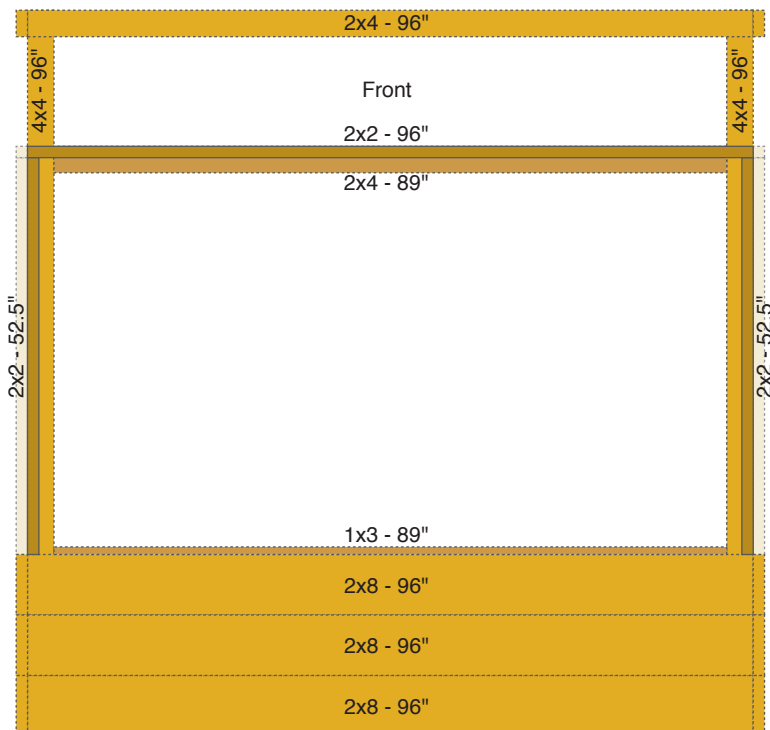 2x4 - 96"
4x4 - 96"
4x4 - 96"
Front
2x2 - 96"
2x4 - 89"
2x2 - 52.5"
2x2 - 52.5"
1x3 - 89"
2x8 - 96"
2x8 - 96"
2x8 - 96"